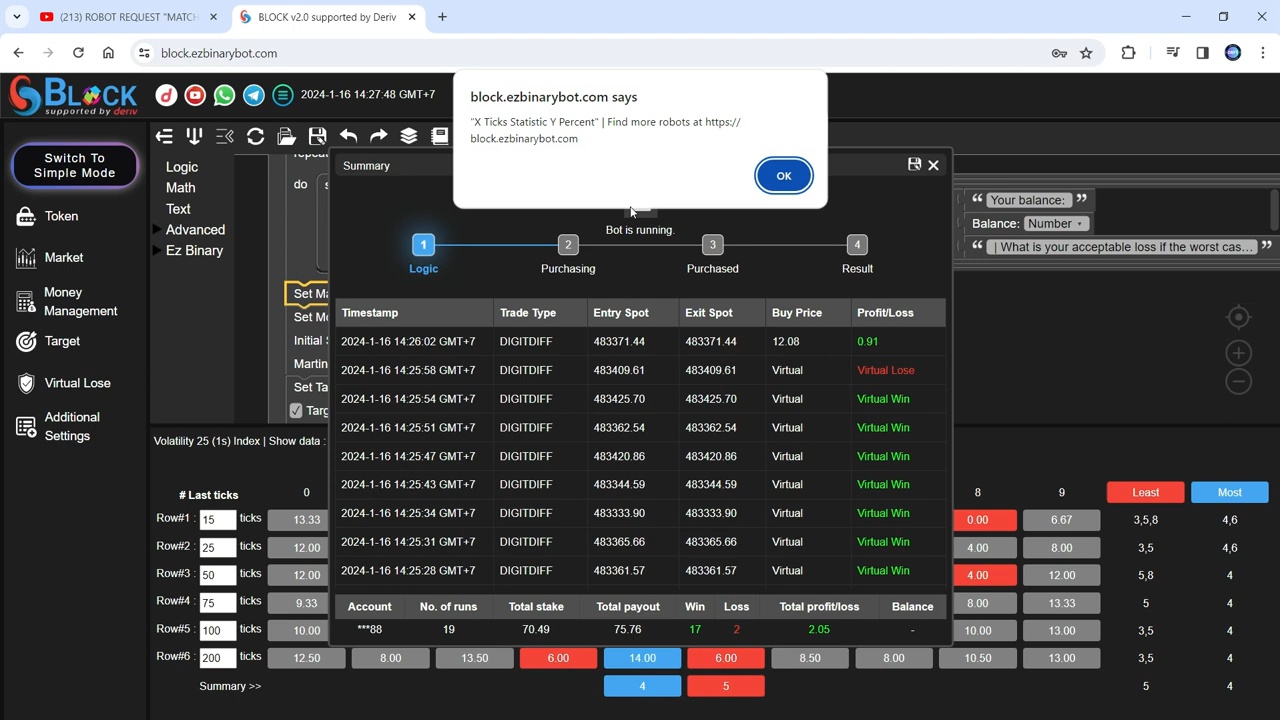 (213) ROBOT REQUEST "MATCH
BLOCK v2.0 supported by Deriv
block.ezbinarybot.com
BLOCK
supported by deriv
2024-1-16 14:27:48 GMT+7
block.ezbinarybot.com says
"X Ticks Statistic Y Percent" | Find more robots at https://
block.ezbinarybot.com
OK
Switch To
Simple Mode
Token
Market
Money
Management
Target
Virtual Lose
Additional
Settings
Logic
Math
Text
Advanced
Ez Binary
do
Set Ma
Set Mo
Initial S
Martin
Set Ta
Targ
“ Your balance: ”
Balance: Number
“ | What is your acceptable loss if the worst cas... ”
Summary
Bot is running.
1 2 3 4
Logic Purchasing Purchased Result
Timestamp Trade Type Entry Spot Exit Spot Buy Price Profit/Loss
2024-1-16 14:26:02 GMT+7 DIGITDIFF 483371.44 483371.44 12.08 0.91
2024-1-16 14:25:58 GMT+7 DIGITDIFF 483409.61 483409.61 Virtual Virtual Lose
2024-1-16 14:25:54 GMT+7 DIGITDIFF 483425.70 483425.70 Virtual Virtual Win
2024-1-16 14:25:51 GMT+7 DIGITDIFF 483362.54 483362.54 Virtual Virtual Win
2024-1-16 14:25:47 GMT+7 DIGITDIFF 483420.86 483420.86 Virtual Virtual Win
2024-1-16 14:25:43 GMT+7 DIGITDIFF 483344.59 483344.59 Virtual Virtual Win
2024-1-16 14:25:34 GMT+7 DIGITDIFF 483333.90 483333.90 Virtual Virtual Win
2024-1-16 14:25:31 GMT+7 DIGITDIFF 483365.66 483365.66 Virtual Virtual Win
2024-1-16 14:25:28 GMT+7 DIGITDIFF 483361.57 483361.57 Virtual Virtual Win
Account No. of runs Total stake Total payout Win Loss Total profit/loss Balance
***88 19 70.49 75.76 17 2 2.05 -
Volatility 25 (1s) Index | Show data :
# Last ticks 0 8 9 Least Most
Row#1 : 15 ticks 13.33 0.00 6.67 3,5,8 4,6
Row#2 : 25 ticks 12.00 4.00 8.00 3,5 4,6
Row#3 : 50 ticks 12.00 4.00 12.00 5,8 4
Row#4 : 75 ticks 9.33 8.00 13.33 5 4
Row#5 : 100 ticks 10.00 10.00 13.00 3,5 4
Row#6 : 200 ticks 12.50 8.00 13.50 6.00 14.00 6.00 8.50 8.00 10.50 13.00 3,5 4
Summary >> 4 5 5 4